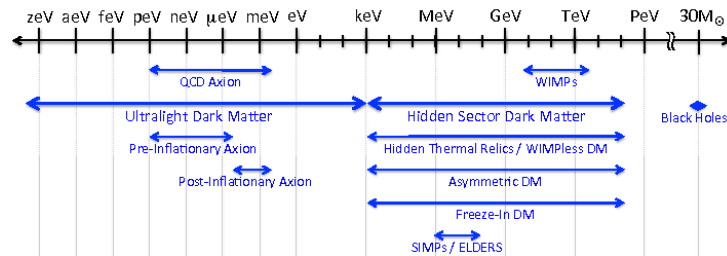 zeV aeV feV peV neV μeV meV eV keV MeV GeV TeV PeV 30M☉
QCD Axion WIMPs
Ultralight Dark Matter Hidden Sector Dark Matter Black Holes
Pre-Inflationary Axion Hidden Thermal Relics / WIMPless DM
Post-Inflationary Axion Asymmetric DM
Freeze-In DM
SIMPs / ELDERS